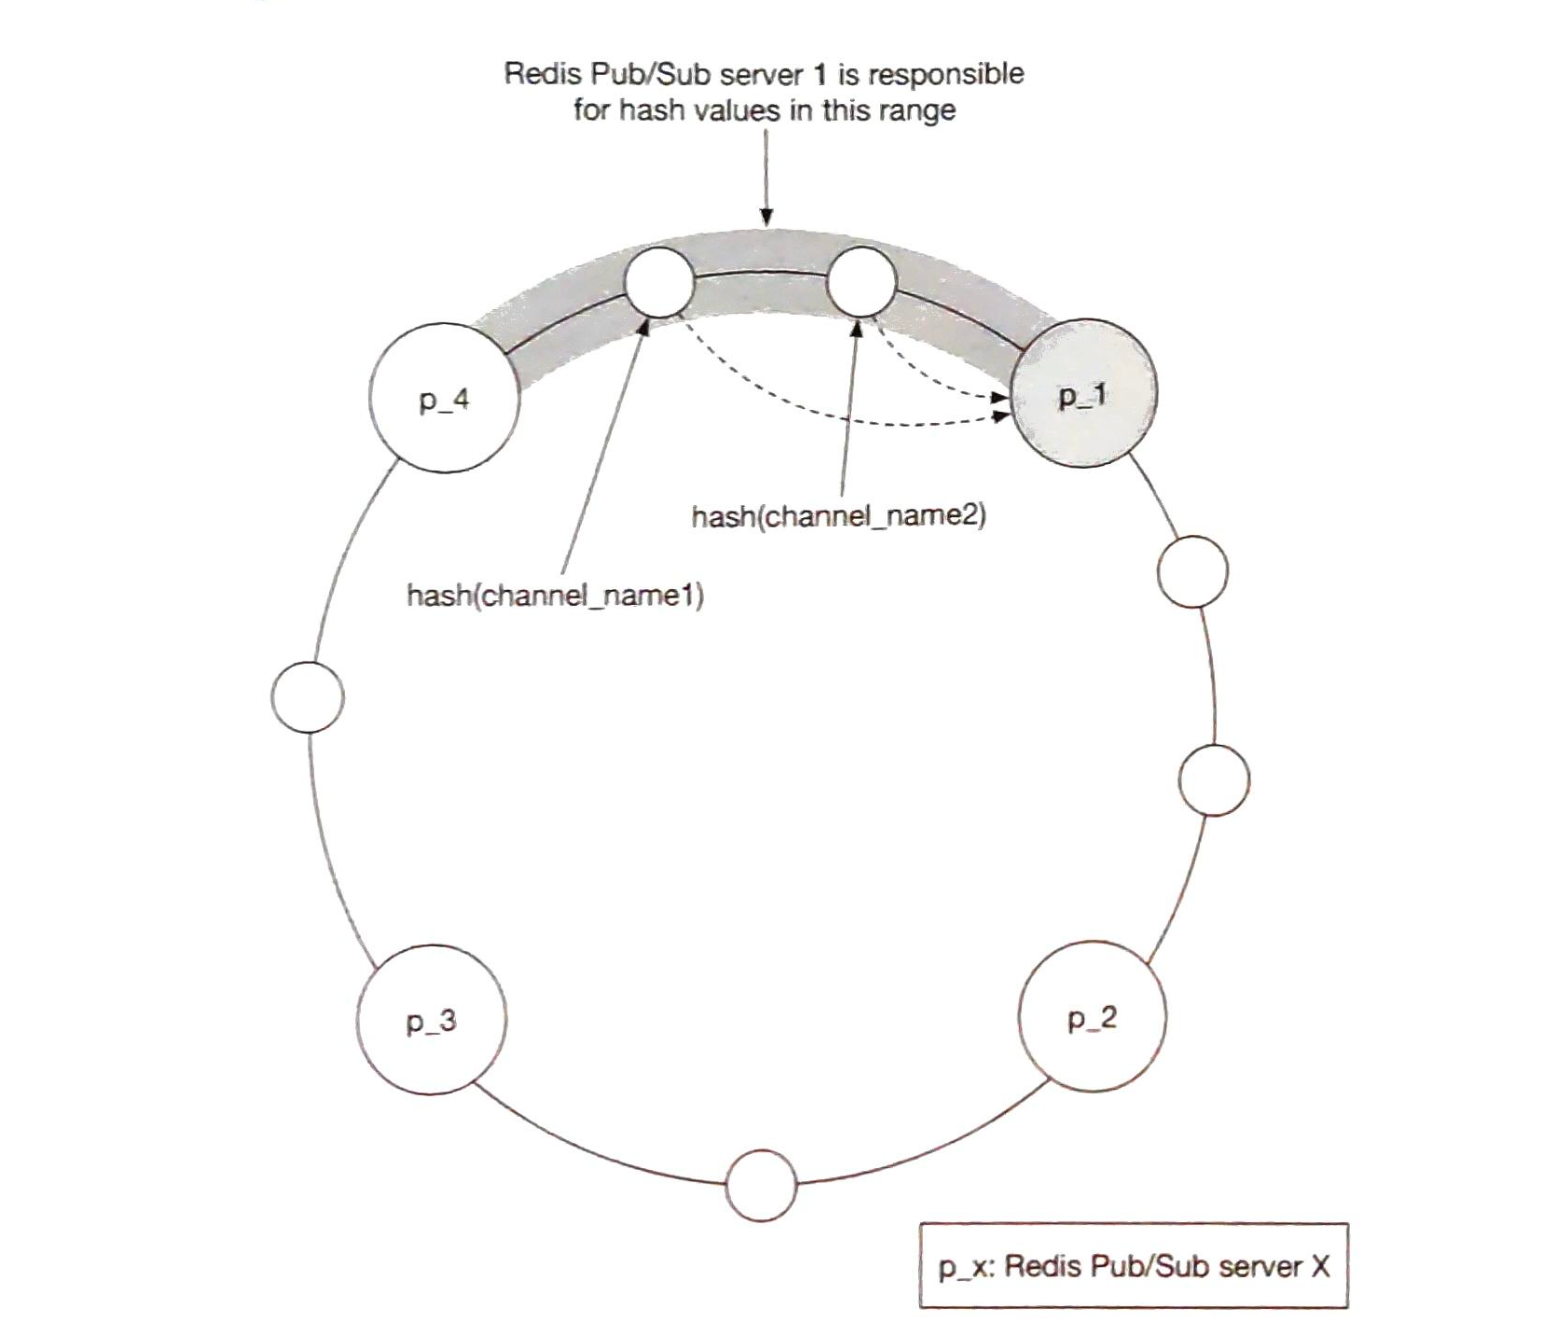 Redis Pub/Sub server 1 is responsible
for hash values in this range
p_4
p_1
hash(channel_name2)
hash(channel_name1)
p_3
p_2
p_x: Redis Pub/Sub server X